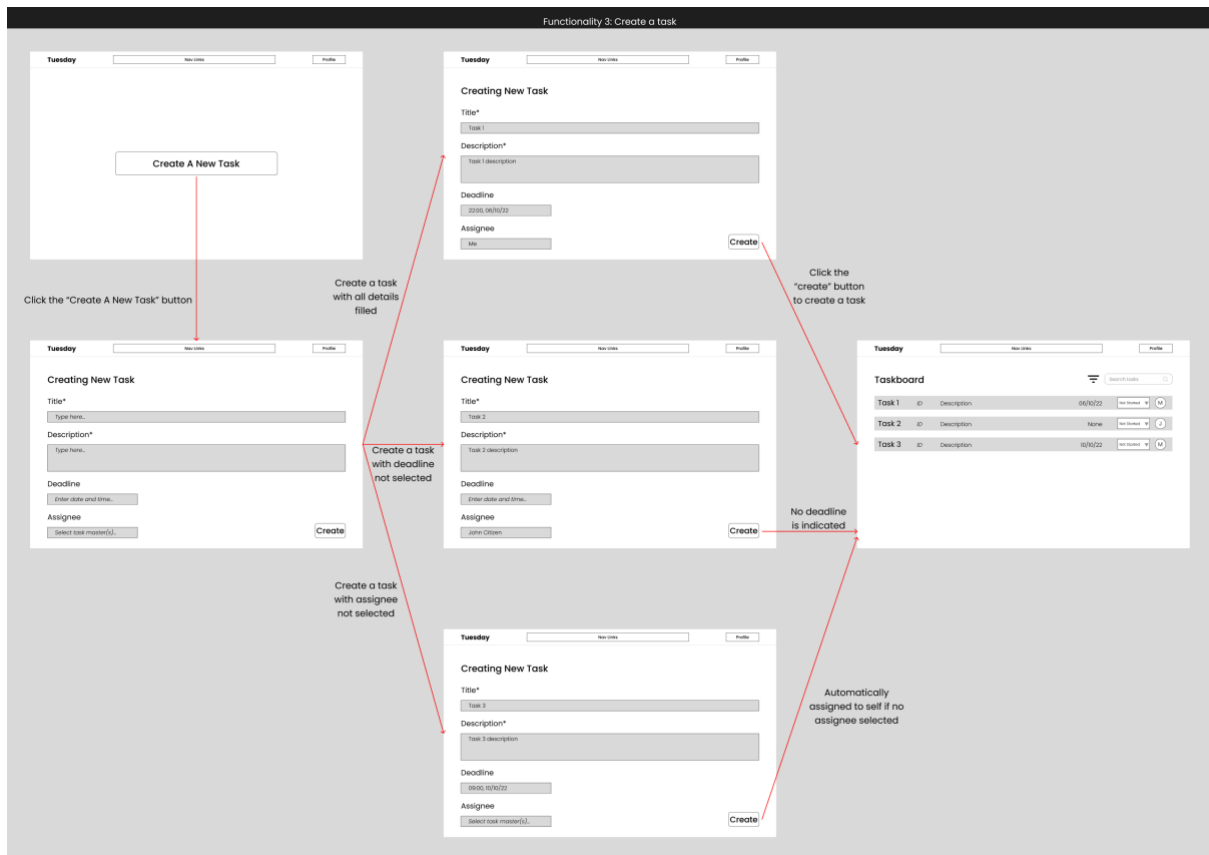 Functionality 3: Create a task
Tuesday
Nav Links
Profile
Create A New Task
Click the “Create A New Task” button
Tuesday
Nav Links
Profile
Creating New Task
Title*
Type here..
Description*
Type here..
Deadline
Enter date and time..
Assignee
Select task master(s)..
Create
Create a task
with all details
filled
Create a task
with deadline
not selected
Create a task
with assignee
not selected
Tuesday
Nav Links
Profile
Creating New Task
Title*
Task 1
Description*
Task 1 description
Deadline
22:00, 06/10/22
Assignee
Me
Create
Tuesday
Nav Links
Profile
Creating New Task
Title*
Task 2
Description*
Task 2 description
Deadline
Enter date and time..
Assignee
John Citizen
Create
Tuesday
Nav Links
Profile
Creating New Task
Title*
Task 3
Description*
Task 3 description
Deadline
09:00, 10/10/22
Assignee
Select task master(s)..
Create
Click the
“create” button
to create a task
No deadline
is indicated
Automatically
assigned to self if no
assignee selected
Tuesday
Nav Links
Profile
Taskboard
Search tasks
Task 1 ID Description 06/10/22 Not Started M
Task 2 ID Description None Not Started J
Task 3 ID Description 10/10/22 Not Started M